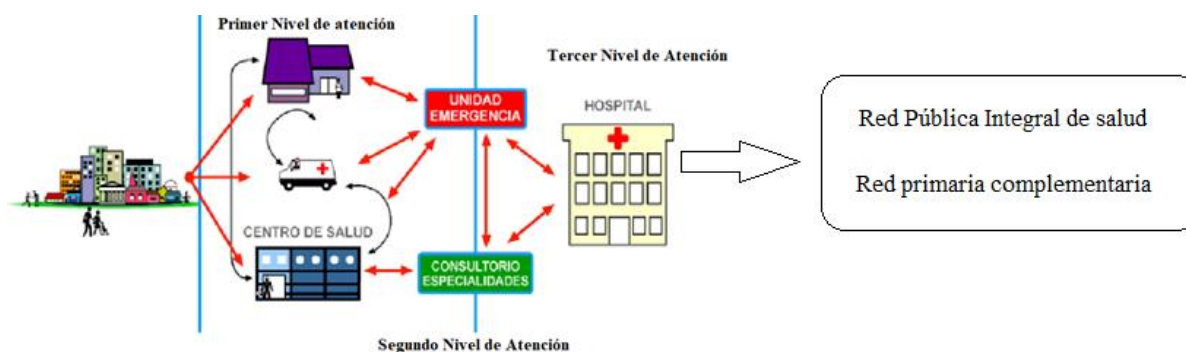 Primer Nivel de atención
Tercer Nivel de Atención
UNIDAD
EMERGENCIA
HOSPITAL
Red Pública Integral de salud
Red primaria complementaria
CENTRO DE SALUD
CONSULTORIO
ESPECIALIDADES
Segundo Nivel de Atención